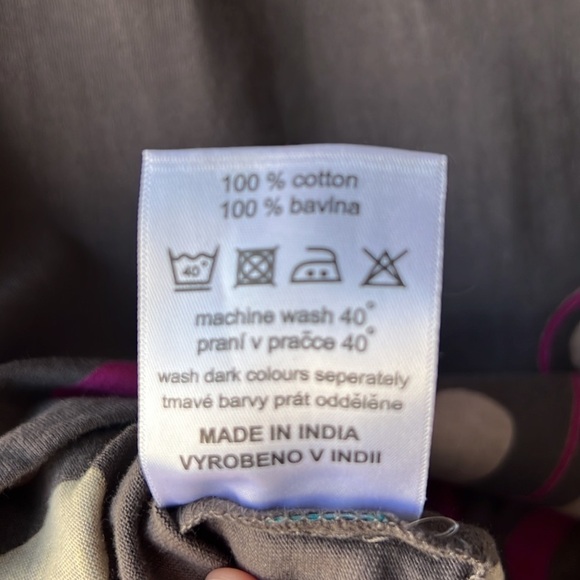 100 % cotton
100 % bavlna
40°
machine wash 40°
praní v pračce 40°
wash dark colours seperately
tmavé barvy prát odděleně
MADE IN INDIA
VYROBENO V INDII